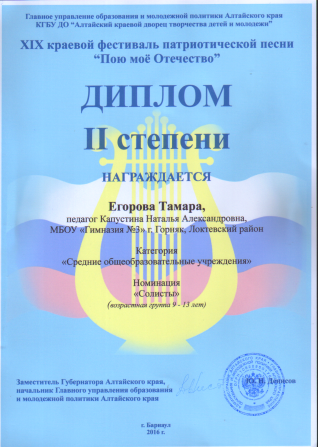 Главное управление образования и молодежной политики Алтайского края
КГБУ ДО "Алтайский краевой дворец творчества детей и молодежи"
XIX краевой фестиваль патриотической песни
"Пою моё Отечество"
ДИПЛОМ
II степени
НАГРАЖДАЕТСЯ
Егорова Тамара,
педагог Капустина Наталья Александровна,
МБОУ «Гимназия №3» г. Горняк, Локтевский район
Категория
«Средние общеобразовательные учреждения»
Номинация
«Солисты»
(возрастная группа 9 - 13 лет)
Заместитель Губернатора Алтайского края,
начальник Главного управления образования
и молодежной политики Алтайского края
Ю. Н. Денисов
г. Барнаул
2016 г.